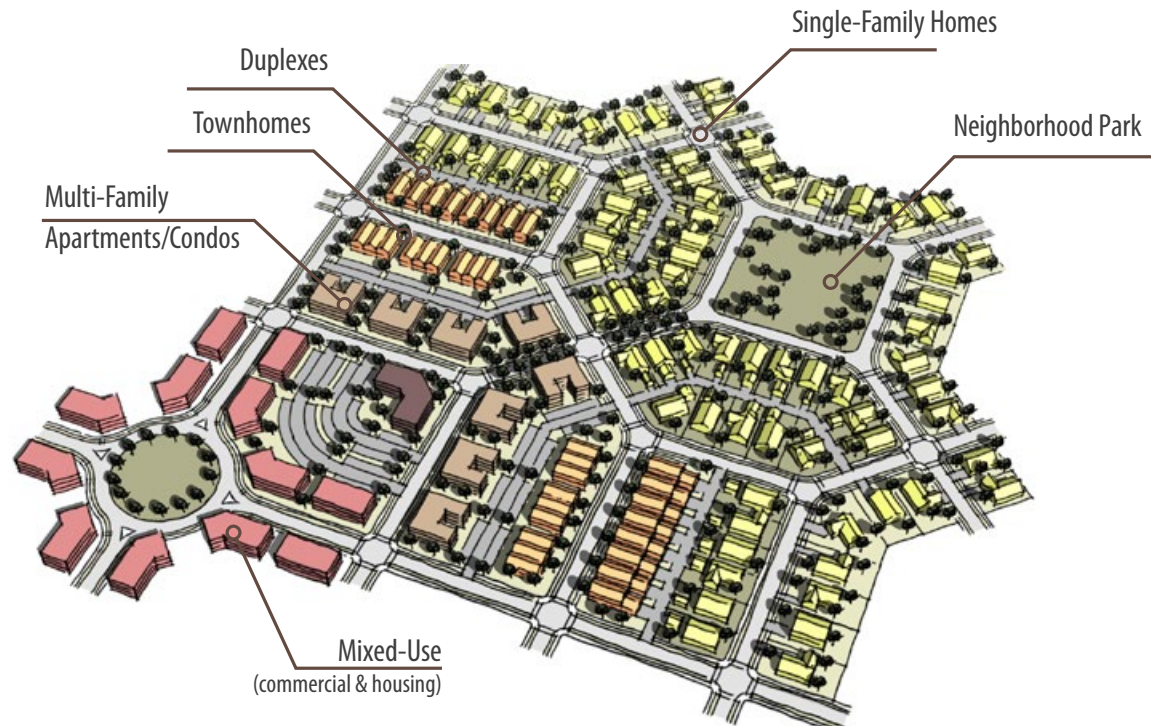 Single-Family Homes
Duplexes
Townhomes
Neighborhood Park
Multi-Family
Apartments/Condos
Mixed-Use
(commercial & housing)